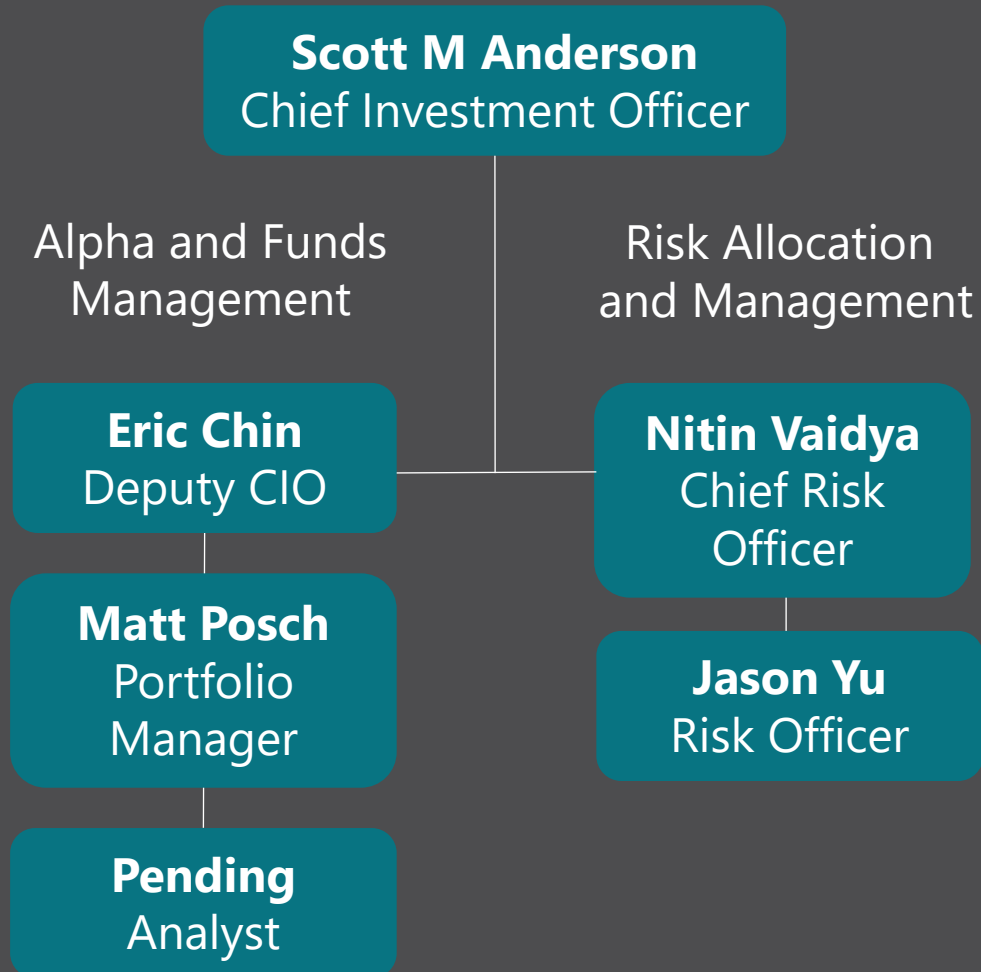 Scott M Anderson
Chief Investment Officer
Alpha and Funds
Management
Risk Allocation
and Management
Eric Chin
Deputy CIO
Nitin Vaidya
Chief Risk
Officer
Matt Posch
Portfolio
Manager
Jason Yu
Risk Officer
Pending
Analyst